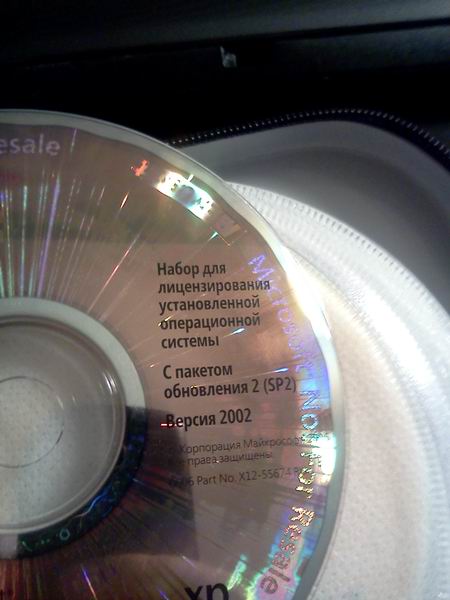 Набор для
лицензирования
установленной
операционной
системы
С пакетом
обновления 2 (SP2)
Версия 2002
Корпорация Майкрософт
права защищены
Part No. X12-55674
Microsoft Not for Resale
xp